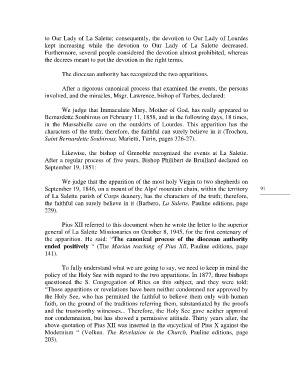 to Our Lady of La Salette; consequently, the devotion to Our Lady of Lourdes
kept increasing while the devotion to Our Lady of La Salette decreased.
Furthermore, several people considered the devotion almost prohibited, whereas
the decrees meant to put the devotion in the right terms.
The diocesan authority has recognized the two apparitions.
After a rigorous canonical process that examined the events, the persons
involved, and the miracles, Msgr. Lawrence, bishop of Tarbes, declared:
We judge that Immaculate Mary, Mother of God, has really appeared to
Bernardette Soubirous on February 11, 1858, and in the following days, 18 times,
in the Massabielle cave on the outskirts of Lourdes. This apparition has the
characters of the truth; therefore, the faithful can surely believe in it (Trochou,
Saint Bernardette Soubirous, Marietti, Turin, pages 326-27).
Likewise, the bishop of Grenoble recognized the events at La Salette.
After a regular process of five years, Bishop Philibert de Bruillard declared on
September 19, 1851:
We judge that the apparition of the most holy Virgin to two shepherds on
September 19, 1846, on a mount of the Alps' mountain chain, within the territory
of La Salette parish of Corps deanery, has the characters of the truth; therefore,
the faithful can surely believe in it (Barbero, La Salette, Pauline editions, page
229).
91
Pius XII referred to this document when he wrote the letter to the superior
general of La Salette Missionaries on October 8, 1945, for the first centenary of
the apparition. He said: "The canonical process of the diocesan authority
ended positively " (The Marian teaching of Pius XII, Pauline editions, page
141).
To fully understand what we are going to say, we need to keep in mind the
policy of the Holy See with regard to the two apparitions. In 1877, three bishops
questioned the S. Congregation of Rites on this subject, and they were told:
"Those apparitions or revelations have been neither condemned nor approved by
the Holy See, who has permitted the faithful to believe them only with human
faith, on the ground of the traditions referring them, substantiated by the proofs
and the trustworthy witnesses... Therefore, the Holy See gave neither approval
nor condemnation, but has showed a permissive attitude. Thirty years after, the
above quotation of Pius XII was inserted in the encyclical of Pius X against the
Modernism " (Volken. The Revelation in the Church, Pauline editions, page
203).